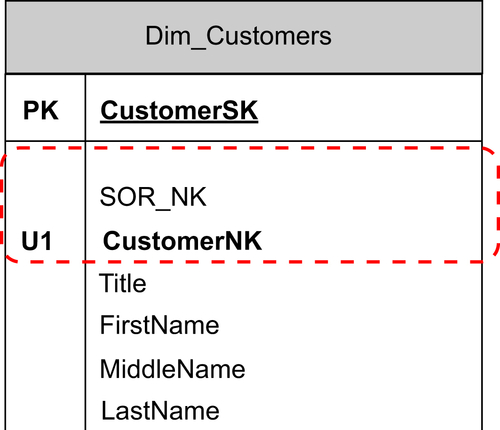 Dim_Customers
PK CustomerSK
SOR_NK
U1 CustomerNK
Title
FirstName
MiddleName
LastName